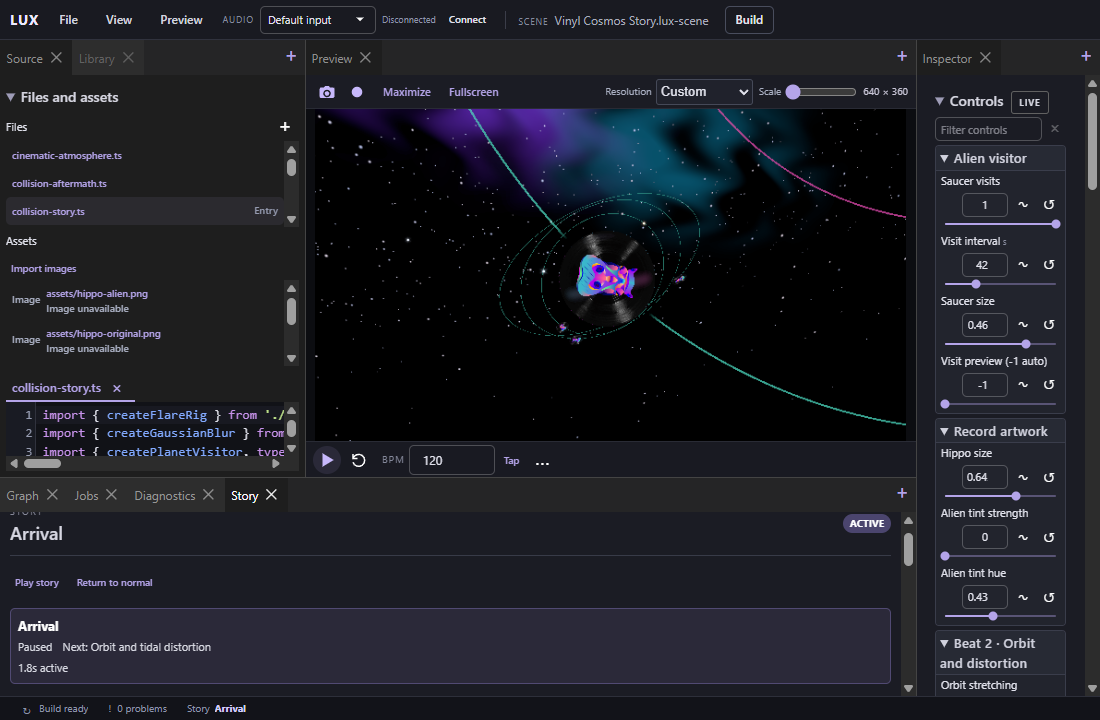 LUX File View Preview AUDIO Default input Disconnected Connect SCENE Vinyl Cosmos Story.lux-scene Build
Source Library
Files and assets
Files
cinematic-atmosphere.ts
collision-aftermath.ts
collision-story.ts Entry
Assets
Import images
Image assets/hippo-alien.png
Image unavailable
Image assets/hippo-original.png
Image unavailable
collision-story.ts
1 import { createFlareRig } from './
2 import { createGaussianBlur } from
3 import { createPlanetVisitor, type
Preview
Maximize Fullscreen Resolution Custom Scale 640 × 360
BPM 120 Tap ...
Graph Jobs Diagnostics Story
STORY
Arrival ACTIVE
Play story Return to normal
Arrival
Paused Next: Orbit and tidal distortion
1.8s active
Inspector
Controls LIVE
Filter controls
Alien visitor
Saucer visits
1
Visit interval s
42
Saucer size
0.46
Visit preview (-1 auto)
-1
Record artwork
Hippo size
0.64
Alien tint strength
0
Alien tint hue
0.43
Beat 2 · Orbit
and distortion
Orbit stretching
Build ready ! 0 problems Story Arrival